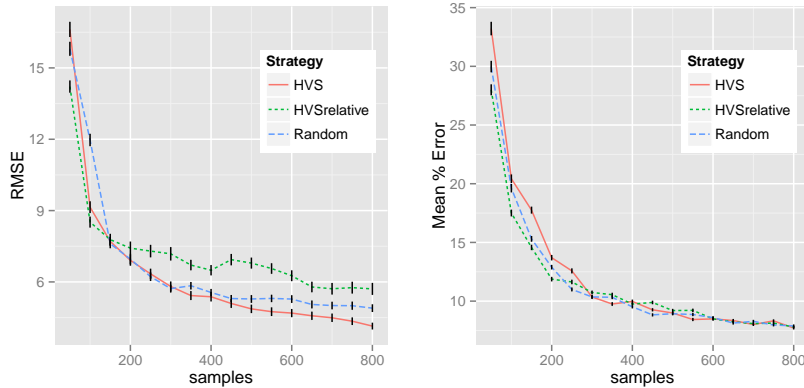 RMSE
15
12
9
6
200
400
600
800
samples
Strategy
HVS
HVSrelative
Random
Mean % Error
35
30
25
20
15
10
200
400
600
800
samples
Strategy
HVS
HVSrelative
Random